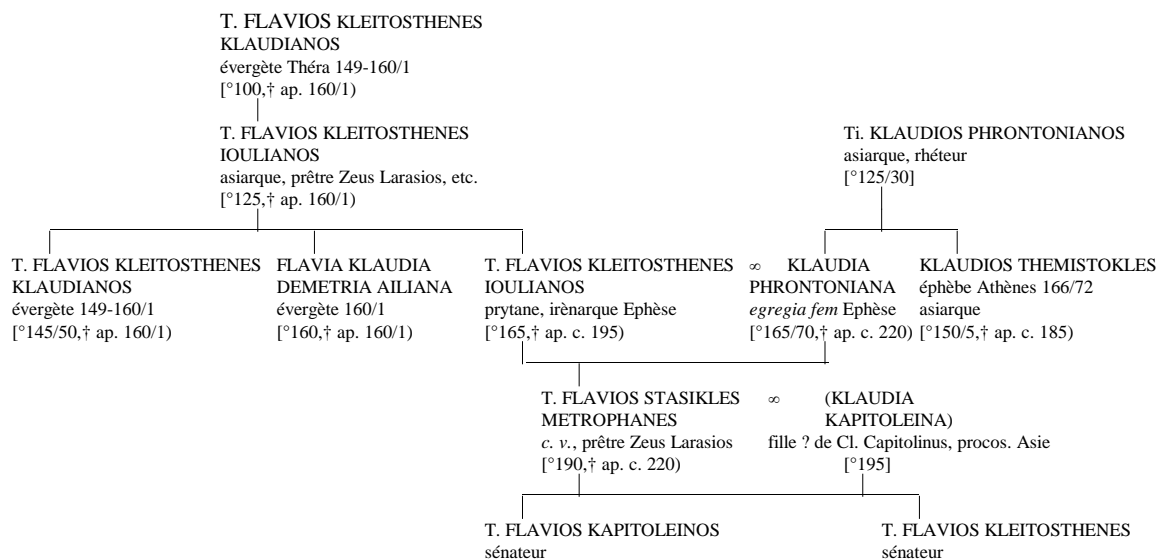 T. FLAVIOS KLEITOSTHENES
KLAUDIANOS
évergète Théra 149-160/1
[°100,† ap. 160/1)
T. FLAVIOS KLEITOSTHENES
IOULIANOS
asiarque, prêtre Zeus Larasios, etc.
[°125,† ap. 160/1)
Ti. KLAUDIOS PHRONTONIANOS
asiarque, rhéteur
[°125/30]
T. FLAVIOS KLEITOSTHENES
KLAUDIANOS
évergète 149-160/1
[°145/50,† ap. 160/1)
FLAVIA KLAUDIA
DEMETRIA AILIANA
évergète 160/1
[°160,† ap. 160/1)
T. FLAVIOS KLEITOSTHENES
IOULIANOS
prytane, irènarque Ephèse
[°165,† ap. c. 195)
∞
KLAUDIA
PHRONTONIANA
egregia fem Ephèse
[°165/70,† ap. c. 220)
KLAUDIOS THEMISTOKLES
éphèbe Athènes 166/72
asiarque
[°150/5,† ap. c. 185)
T. FLAVIOS STASIKLES
METROPHANES
c. v., prêtre Zeus Larasios
[°190,† ap. c. 220)
∞
(KLAUDIA
KAPITOLEINA)
fille ? de Cl. Capitolinus, procos. Asie
[°195]
T. FLAVIOS KAPITOLEINOS
sénateur
T. FLAVIOS KLEITOSTHENES
sénateur